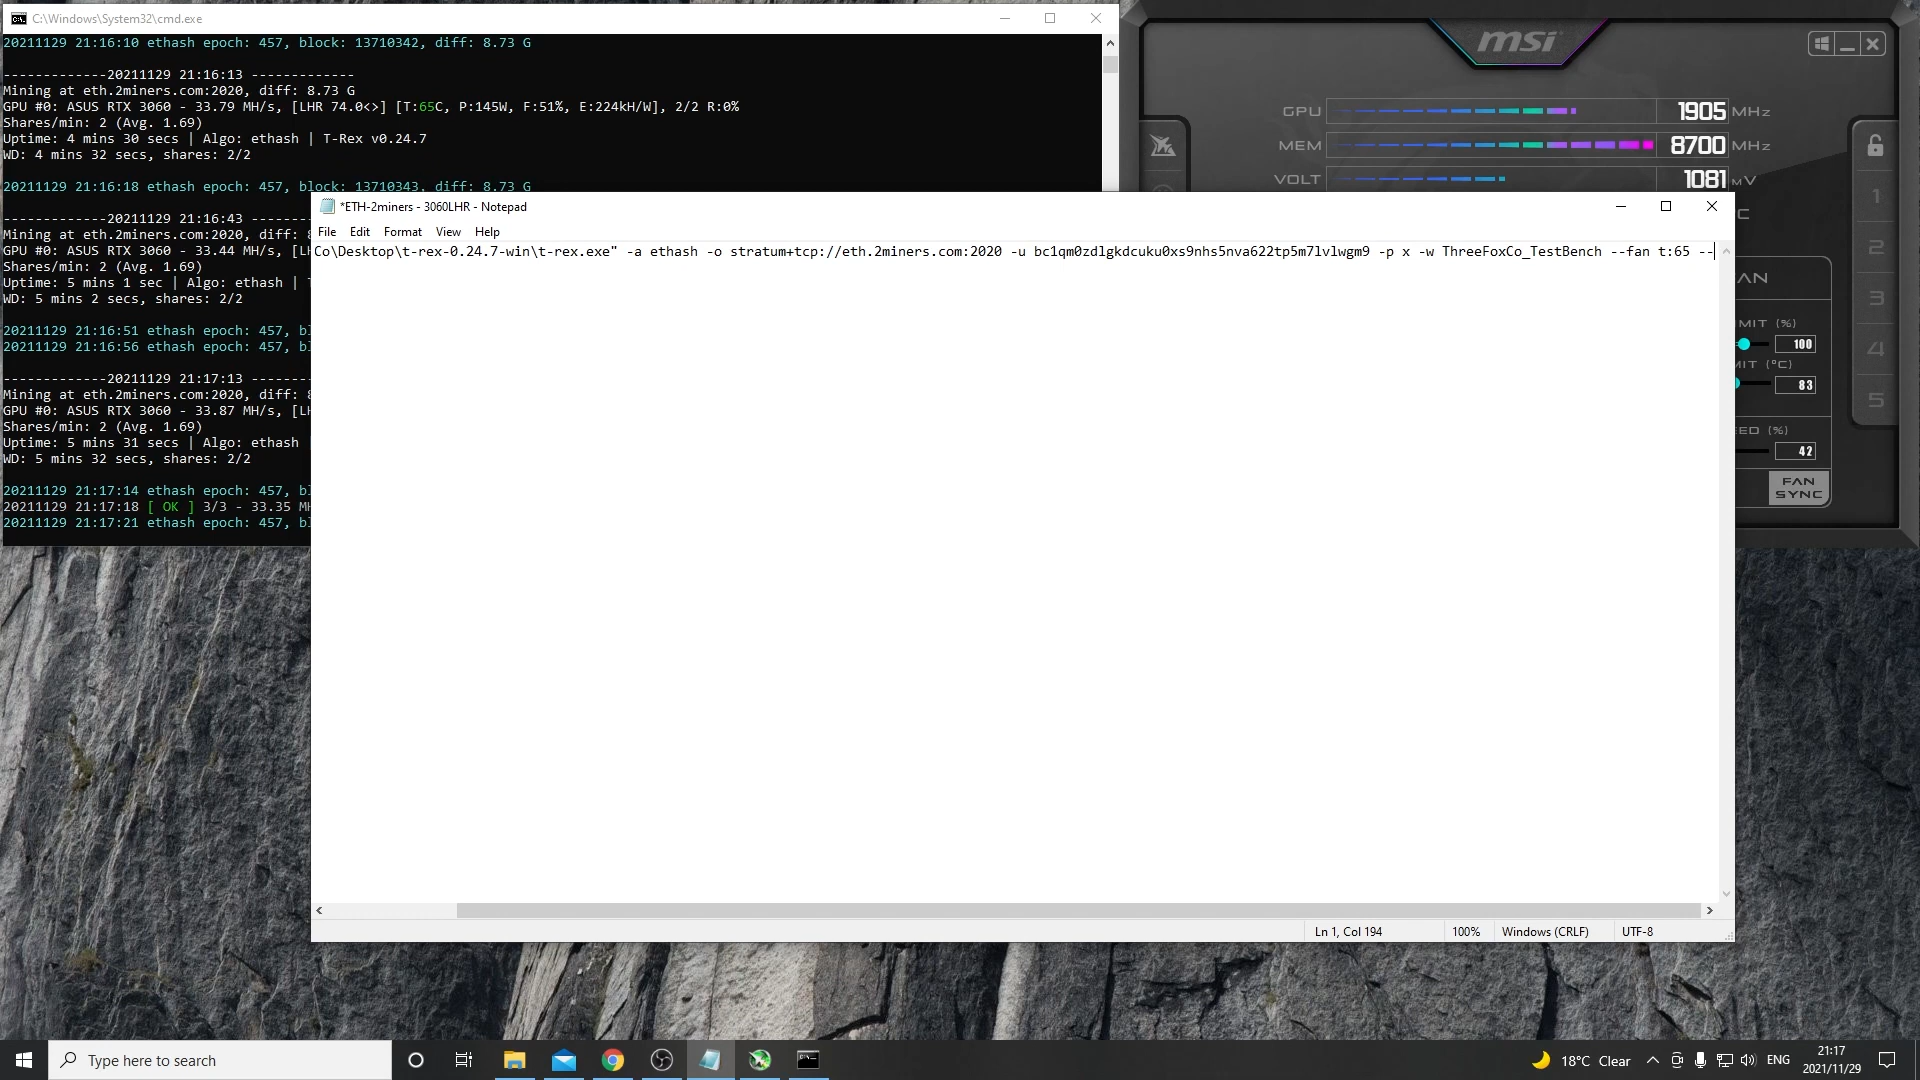 C:\Windows\System32\cmd.exe
20211129 21:16:10 ethash epoch: 457, block: 13710342, diff: 8.73 G
-------------20211129 21:16:13 -------------
Mining at eth.2miners.com:2020, diff: 8.73 G
GPU #0: ASUS RTX 3060 - 33.79 MH/s, [LHR 74.0<>] [T:65C, P:145W, F:51%, E:224kH/W], 2/2 R:0%
Shares/min: 2 (Avg. 1.69)
Uptime: 4 mins 30 secs | Algo: ethash | T-Rex v0.24.7
WD: 4 mins 32 secs, shares: 2/2
20211129 21:16:18 ethash epoch: 457, block: 13710343, diff: 8.73 G
-------------20211129 21:16:43 -------
Mining at eth.2miners.com:2020, diff: 8
GPU #0: ASUS RTX 3060 - 33.44 MH/s, [LH
Shares/min: 2 (Avg. 1.69)
Uptime: 5 mins 1 sec | Algo: ethash |
WD: 5 mins 2 secs, shares: 2/2
20211129 21:16:51 ethash epoch: 457, bl
20211129 21:16:56 ethash epoch: 457, bl
-------------20211129 21:17:13 -------
Mining at eth.2miners.com:2020, diff: 8
GPU #0: ASUS RTX 3060 - 33.87 MH/s, [LH
Shares/min: 2 (Avg. 1.69)
Uptime: 5 mins 31 secs | Algo: ethash
WD: 5 mins 32 secs, shares: 2/2
20211129 21:17:14 ethash epoch: 457, bl
20211129 21:17:18 [ OK ] 3/3 - 33.35 MH
20211129 21:17:21 ethash epoch: 457, bl
msi
GPU 1905 MHz
MEM 8700 MHz
VOLT 1081 mV
C
AN
MIT (%)
100
MIT (°C)
83
EED (%)
42
FAN
SYNC
1
2
3
4
5
*ETH-2miners - 3060LHR - Notepad
File Edit Format View Help
Co\Desktop\t-rex-0.24.7-win\t-rex.exe" -a ethash -o stratum+tcp://eth.2miners.com:2020 -u bc1qm0zdlgkdcuku0xs9nhs5nva622tp5m7lvlwgm9 -p x -w ThreeFoxCo_TestBench --fan t:65 --
Ln 1, Col 194 100% Windows (CRLF) UTF-8
Type here to search
18°C Clear
ENG
21:17
2021/11/29